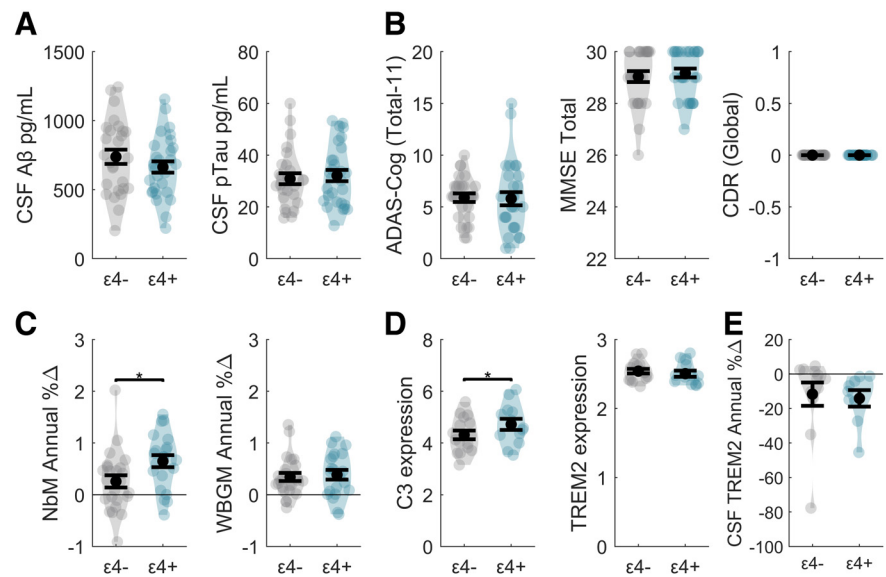 A
CSF Aβ pg/mL
1500
1000
500
0
ε4-
ε4+
CSF pTau pg/mL
80
60
40
20
0
ε4-
ε4+
B
ADAS-Cog (Total-11)
20
15
10
5
0
ε4-
ε4+
MMSE Total
30
28
26
24
22
ε4-
ε4+
CDR (Global)
1
0.5
0
-0.5
-1
ε4-
ε4+
C
NbM Annual %Δ
3
2
1
0
-1
*
ε4-
ε4+
WBGM Annual %Δ
3
2
1
0
-1
ε4-
ε4+
D
C3 expression
8
6
4
2
0
*
ε4-
ε4+
TREM2 expression
3
2
1
0
ε4-
ε4+
E
CSF TREM2 Annual %Δ
20
0
-20
-40
-60
-80
-100
ε4-
ε4+